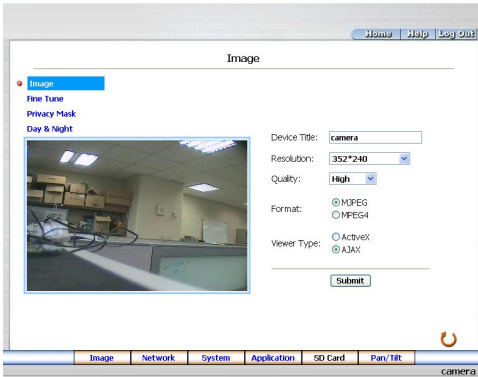 Home Help Log Out
Image
Image
Fine Tune
Privacy Mask
Day & Night
Device Title: camera
Resolution: 352*240
Quality: High
Format: MJPEG
MPEG4
Viewer Type: ActiveX
AJAX
Submit
Image Network System Application SD Card Pan/Tilt
camera